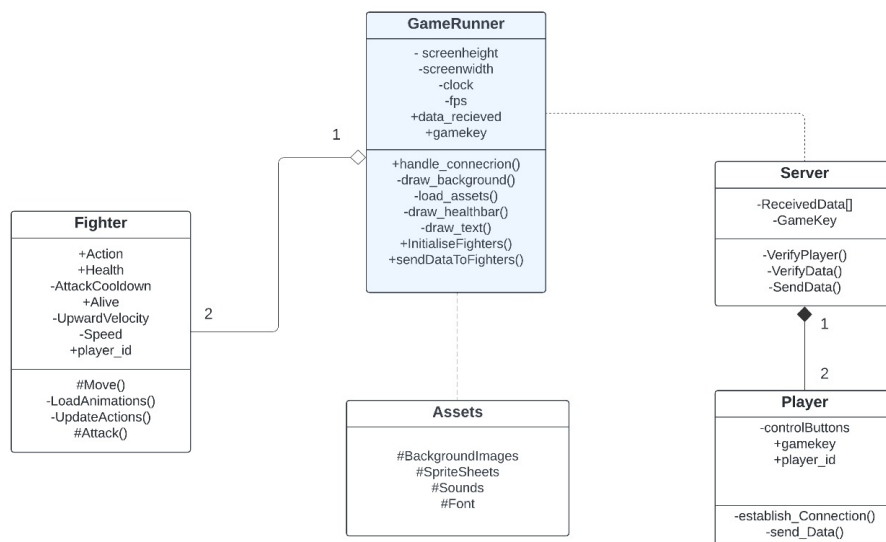 GameRunner
- screenheight
-screenwidth
-clock
-fps
+data_recieved
+gamekey
+handle_connecrion()
-draw_background()
-load_assets()
-draw_healthbar()
-draw_text()
+InitialiseFighters()
+sendDataToFighters()
1
2
Fighter
+Action
+Health
-AttackCooldown
+Alive
-UpwardVelocity
-Speed
+player_id
#Move()
-LoadAnimations()
-UpdateActions()
#Attack()
Assets
#BackgroundImages
#SpriteSheets
#Sounds
#Font
Server
-ReceivedData[]
-GameKey
-VerifyPlayer()
-VerifyData()
-SendData()
1
2
Player
-controlButtons
+gamekey
+player_id
-establish_Connection()
-send_Data()